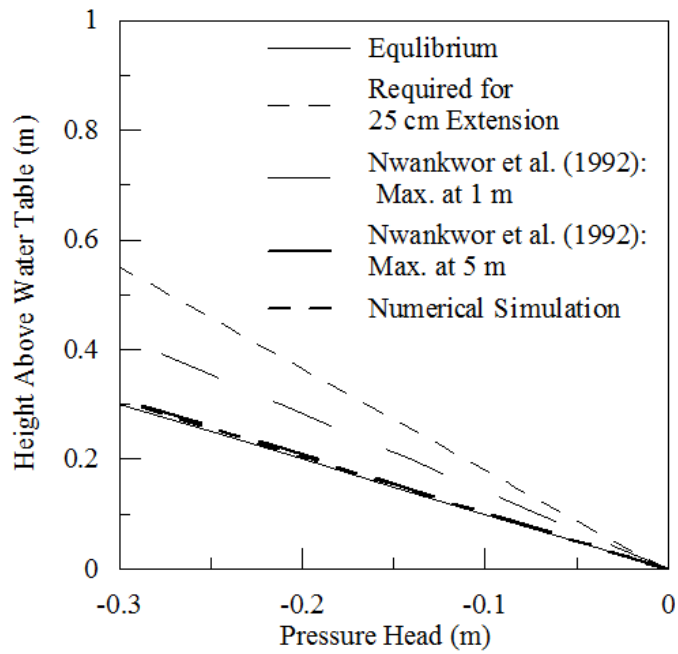 1
Equlibrium
Required for
25 cm Extension
0.8
Nwankwor et al. (1992):
Max. at 1 m
0.6
Nwankwor et al. (1992):
Max. at 5 m
Numerical Simulation
0.4
0.2
0
Height Above Water Table (m )
-0.3
-0.2
-0.1
0
Pressure Head (m)